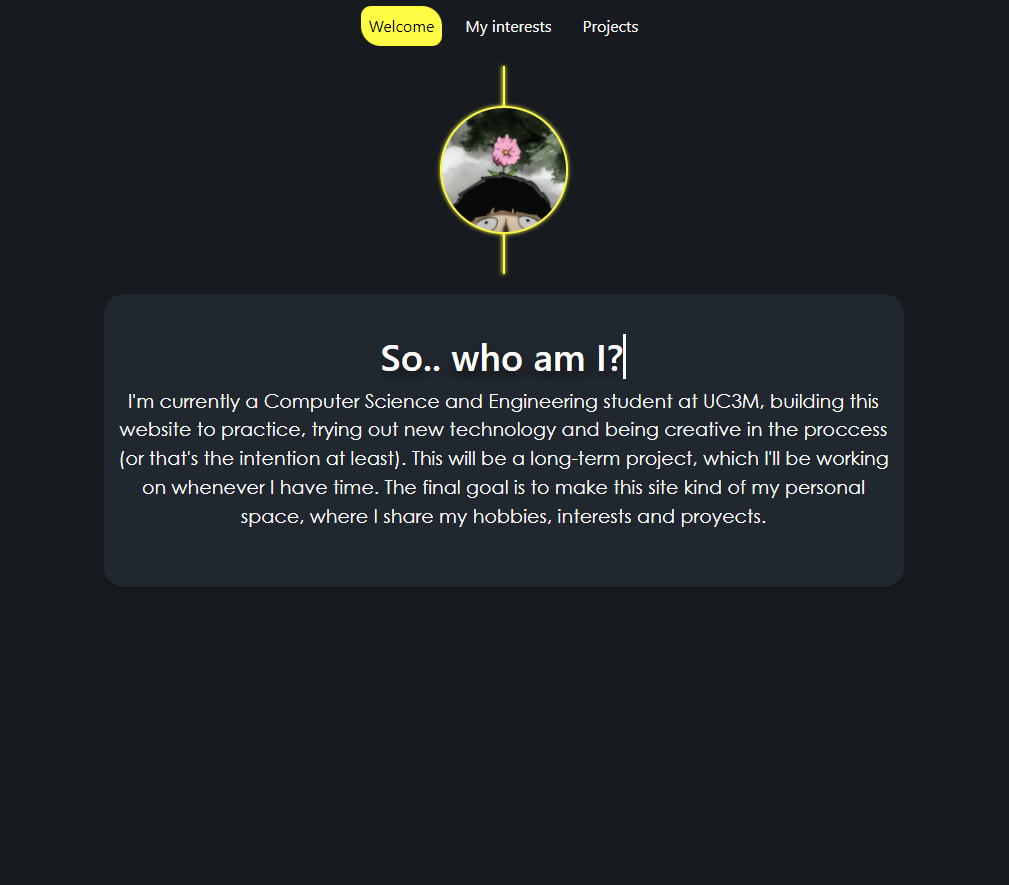 Welcome My interests Projects
So.. who am I?
I'm currently a Computer Science and Engineering student at UC3M, building this
website to practice, trying out new technology and being creative in the proccess
(or that's the intention at least). This will be a long-term project, which I'll be working
on whenever I have time. The final goal is to make this site kind of my personal
space, where I share my hobbies, interests and proyects.